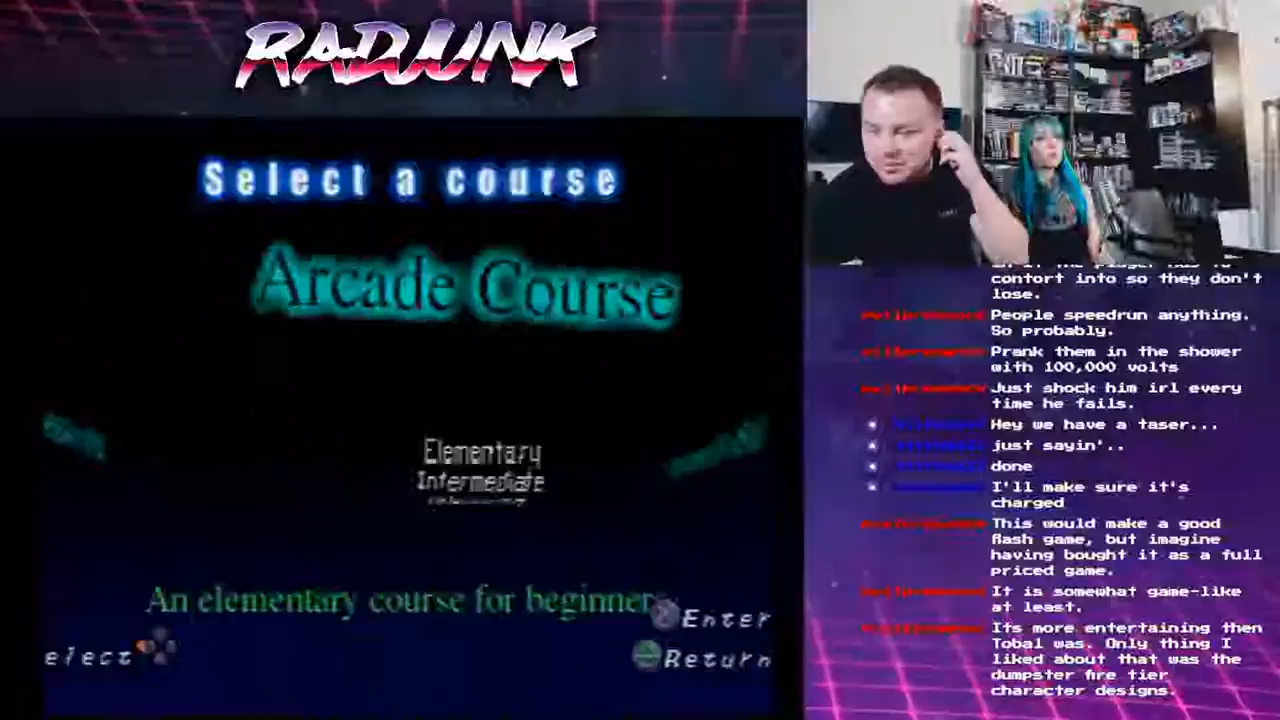 RADJUNK
Select a course
Arcade Course
Elementary
Intermediate
An elementary course for beginners
Enter
elect
Return
contort into so they don't
lose.
People speedrun anything.
So probably.
Prank them in the shower
with 100,000 volts
Just shock him irl every
time he fails.
Hey we have a taser...
just sayin'..
done
I'll make sure it's
charged
This would make a good
flash game, but imagine
having bought it as a full
priced game.
It is somewhat game-like
at least.
Its more entertaining then
Tobal was. Only thing I
liked about that was the
dumpster fire tier
character designs.